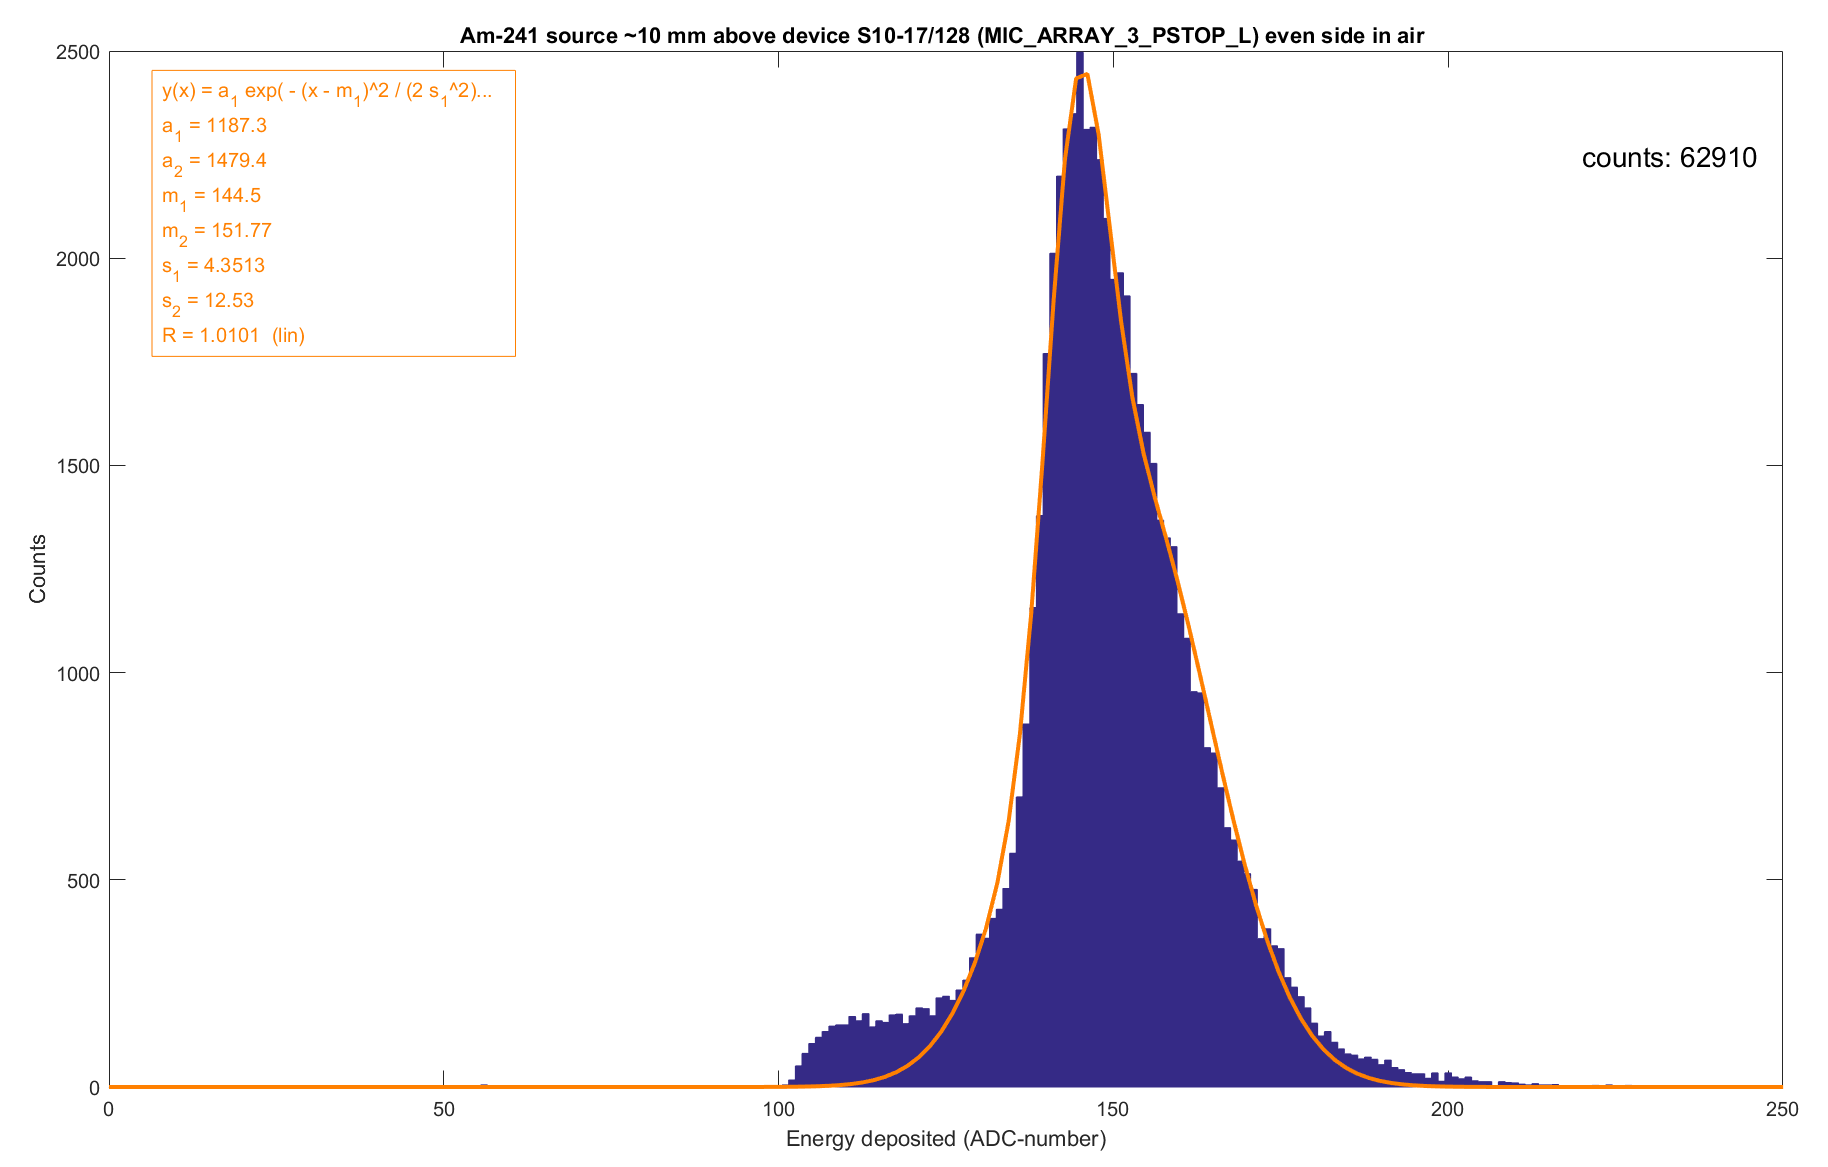 Am-241 source ~10 mm above device S10-17/128 (MIC_ARRAY_3_PSTOP_L) even side in air
y(x) = a1 exp( - (x - m1)^2 / (2 s1^2)...
a1 = 1187.3
a2 = 1479.4
m1 = 144.5
m2 = 151.77
s1 = 4.3513
s2 = 12.53
R = 1.0101 (lin)
counts: 62910
Counts
2500
2000
1500
1000
500
0
0 50 100 150 200 250
Energy deposited (ADC-number)